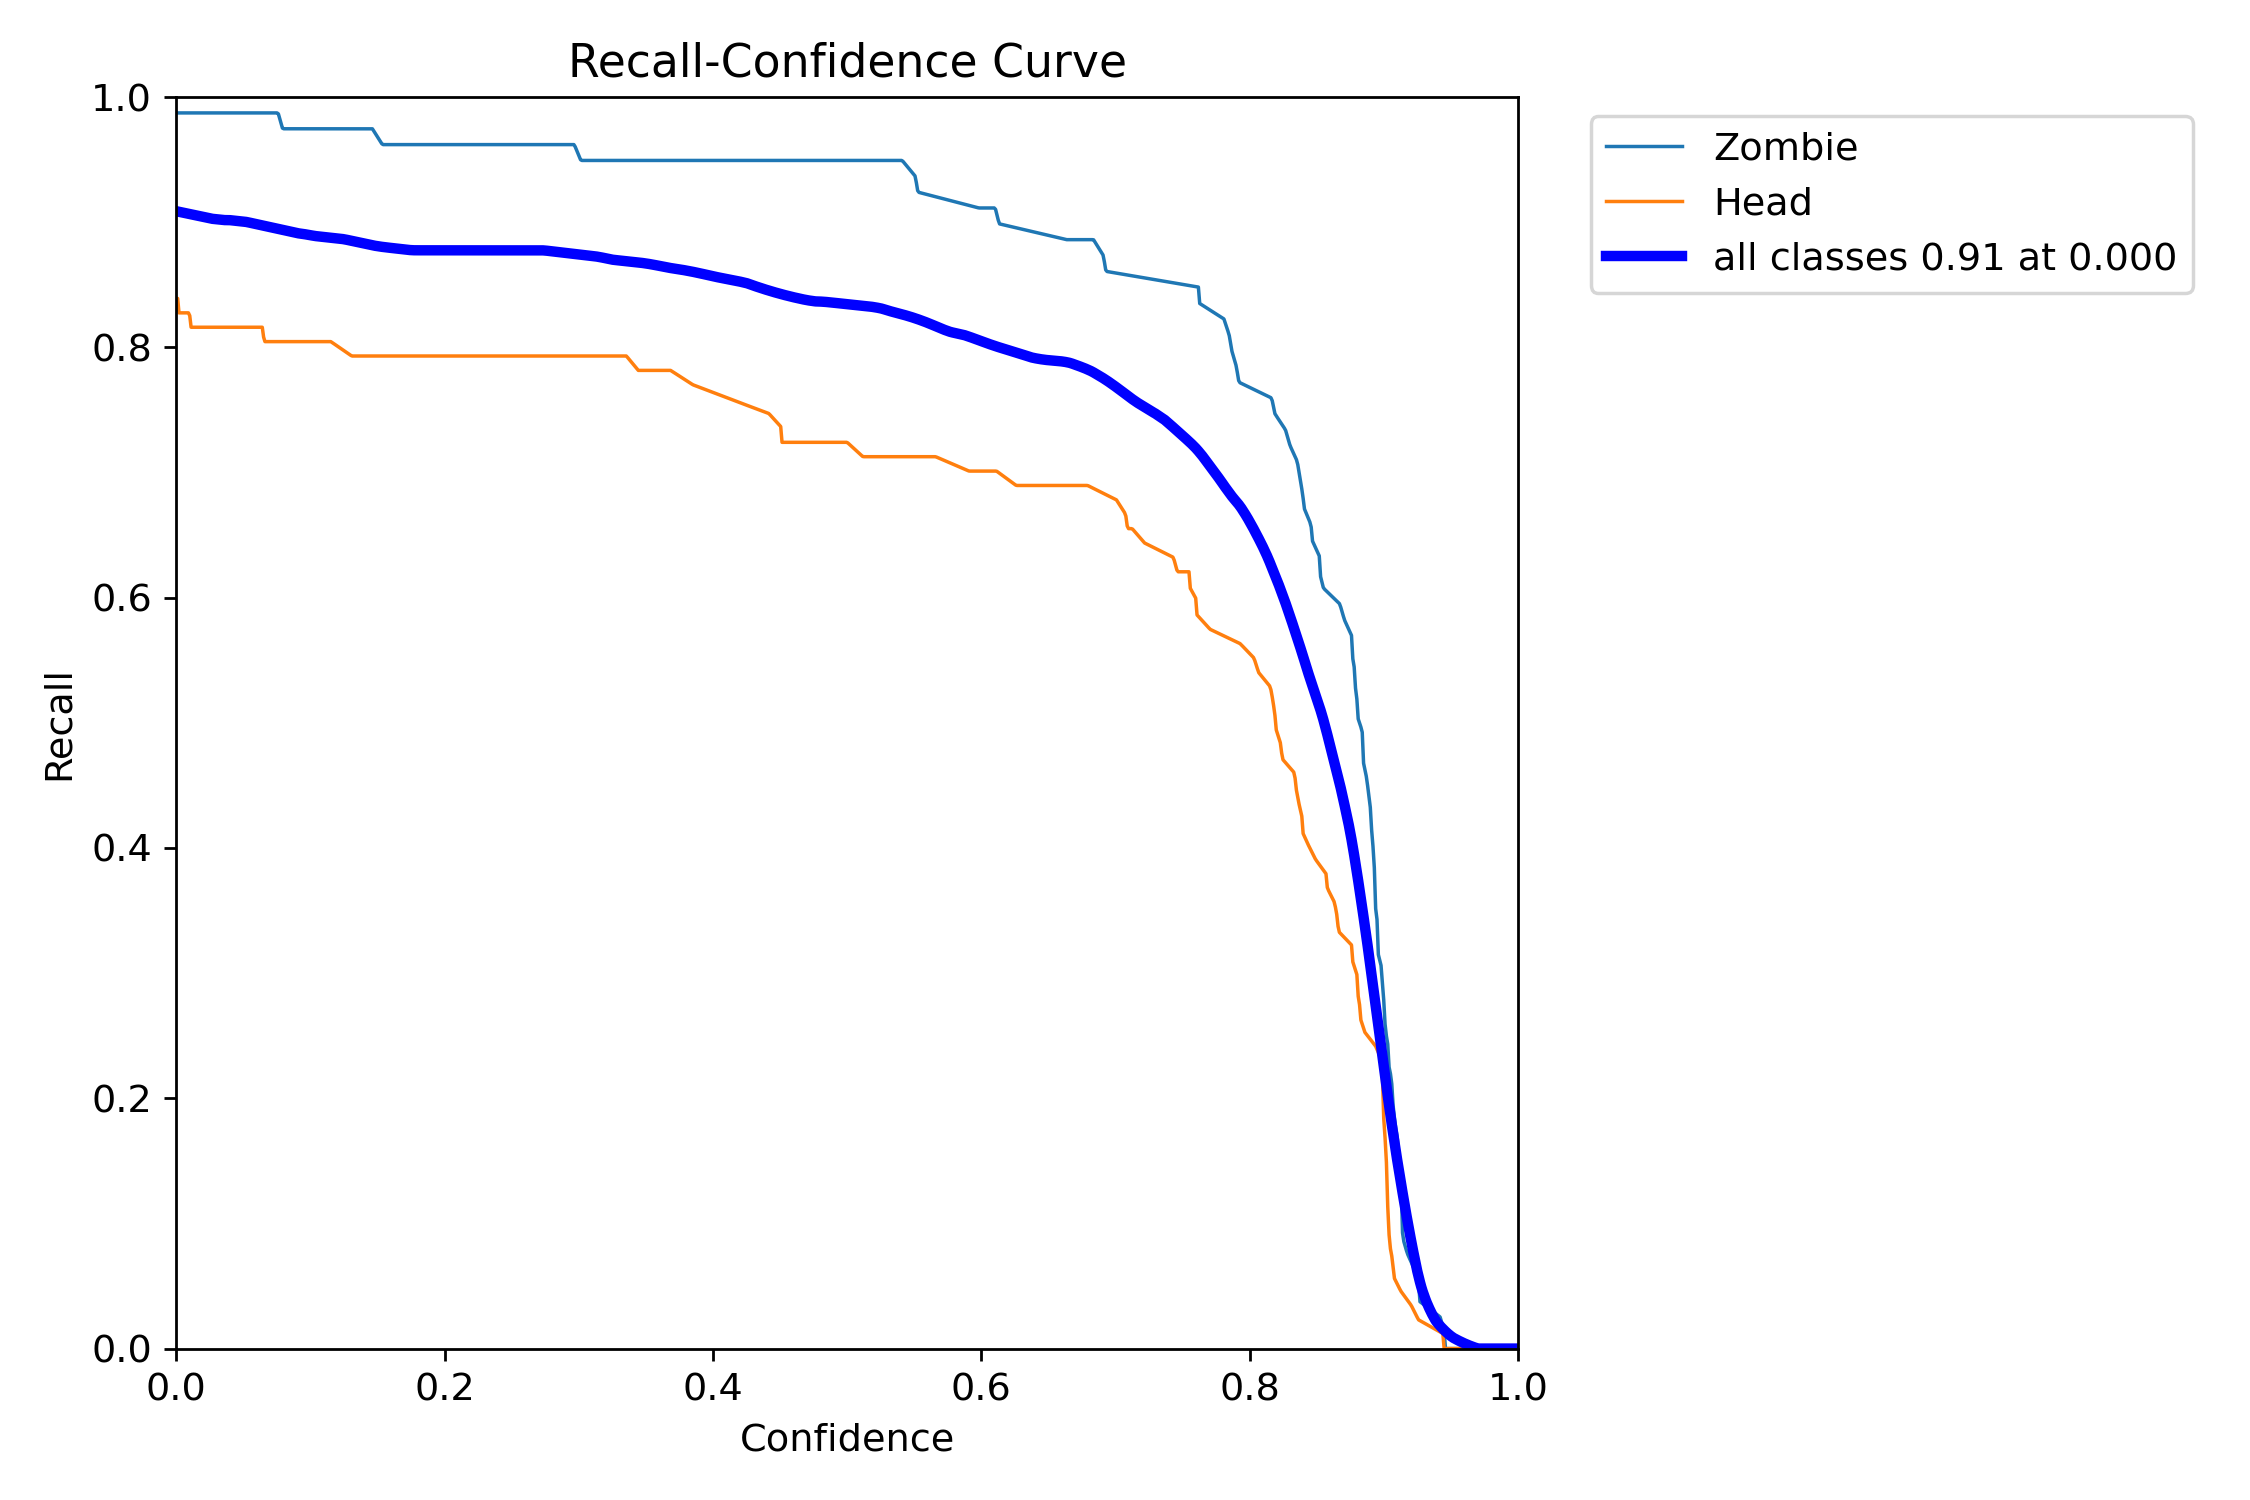 Recall-Confidence Curve
Zombie
Head
all classes 0.91 at 0.000
1.0
0.8
0.6
0.4
0.2
0.0
Recall
0.0 0.2 0.4 0.6 0.8 1.0
Confidence